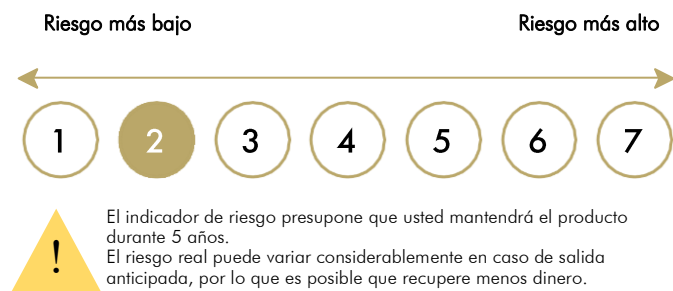 Riesgo más bajo Riesgo más alto
1 2 3 4 5 6 7
El indicador de riesgo presupone que usted mantendrá el producto
durante 5 años.
! El riesgo real puede variar considerablemente en caso de salida
anticipada, por lo que es posible que recupere menos dinero.